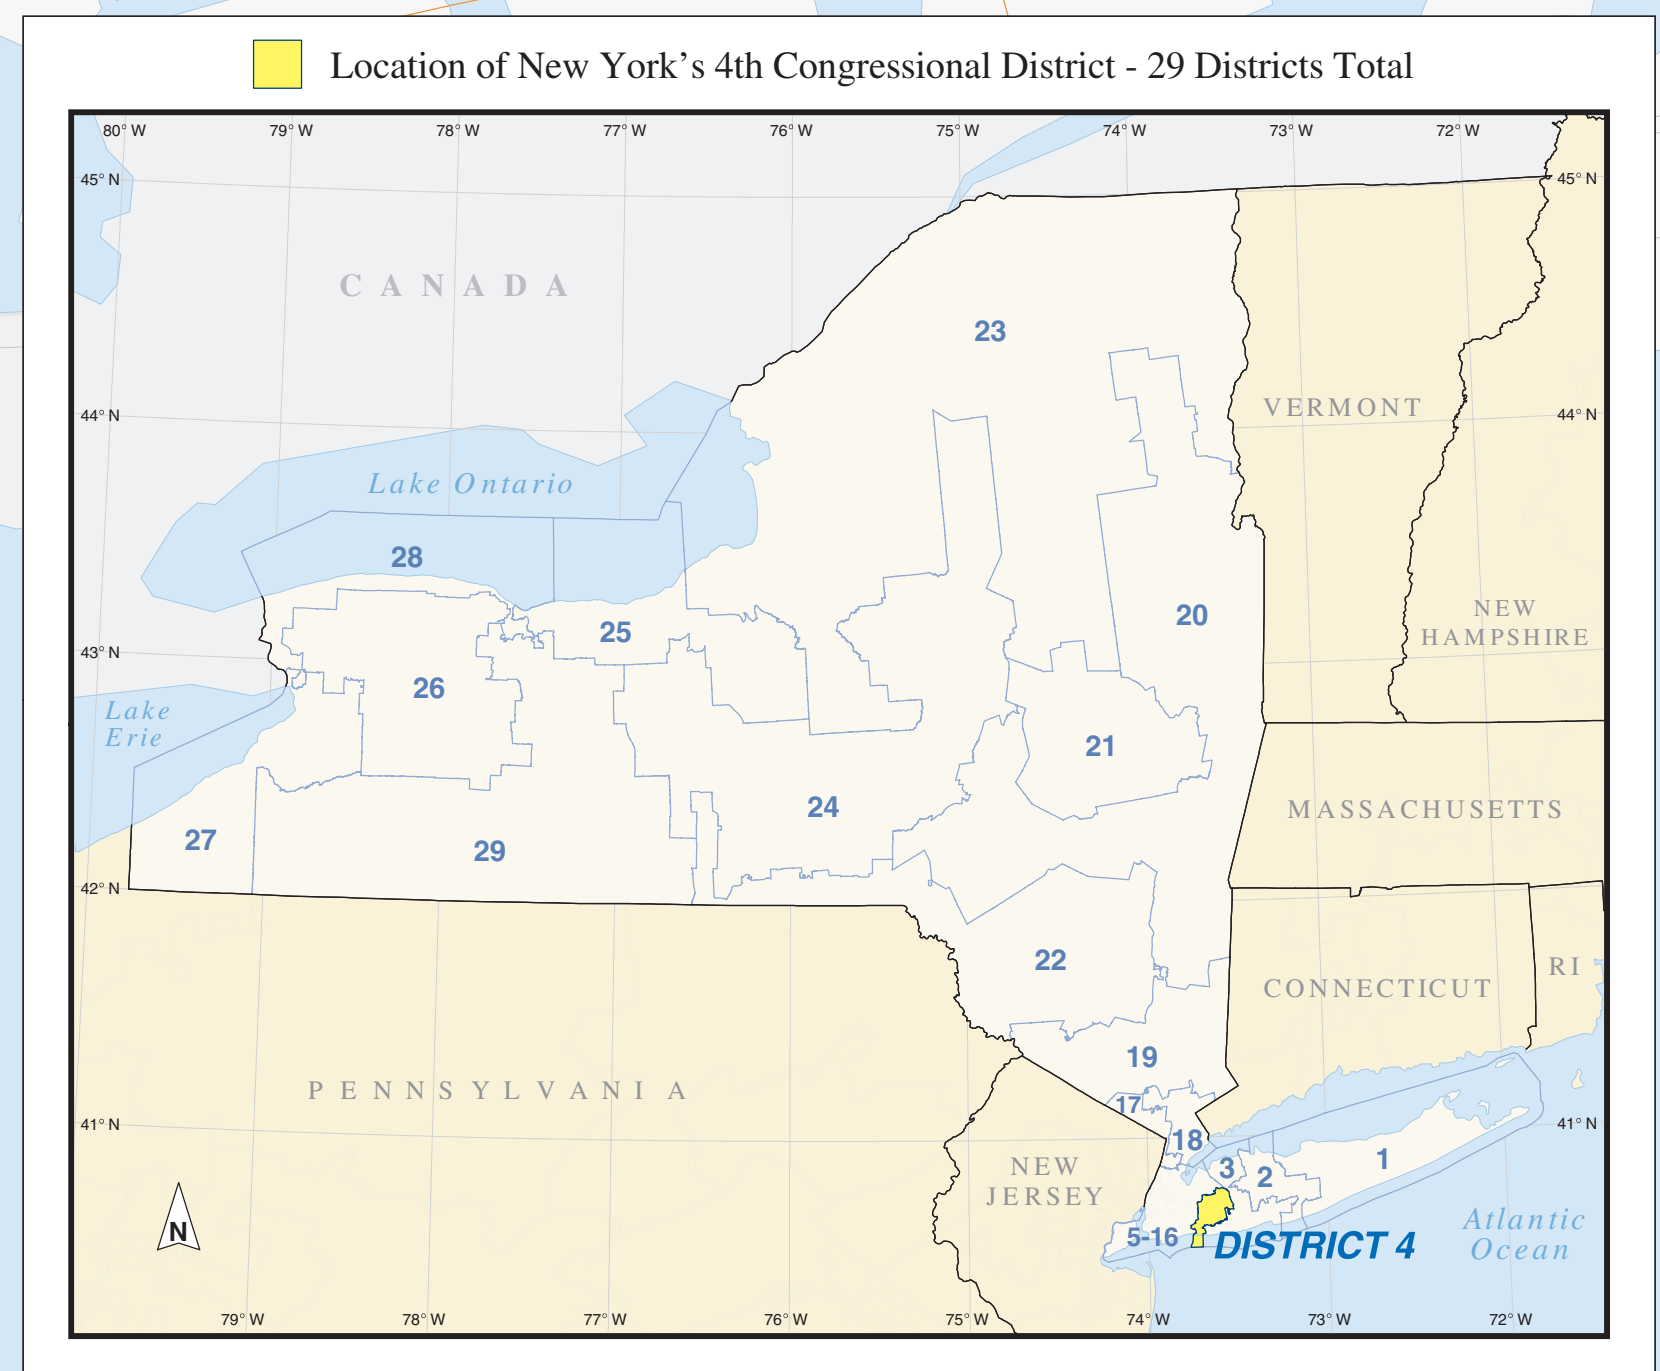 Location of New York’s 4th Congressional District - 29 Districts Total
80° W 79° W 78° W 77° W 76° W 75° W 74° W 73° W 72° W
45° N 45° N
CANADA
23
44° N VERMONT 44° N
Lake Ontario
28
NEW
HAMPSHIRE
20
25
43° N
26
Lake
Erie
21
MASSACHUSETTS
24
27
29
42° N
22
RI
CONNECTICUT
19
PENNSYLVANIA
17
41° N 41° N
18
1
3
2
NEW
JERSEY
N
5-16
DISTRICT 4
Atlantic
Ocean
79° W 78° W 77° W 76° W 75° W 74° W 73° W 72° W